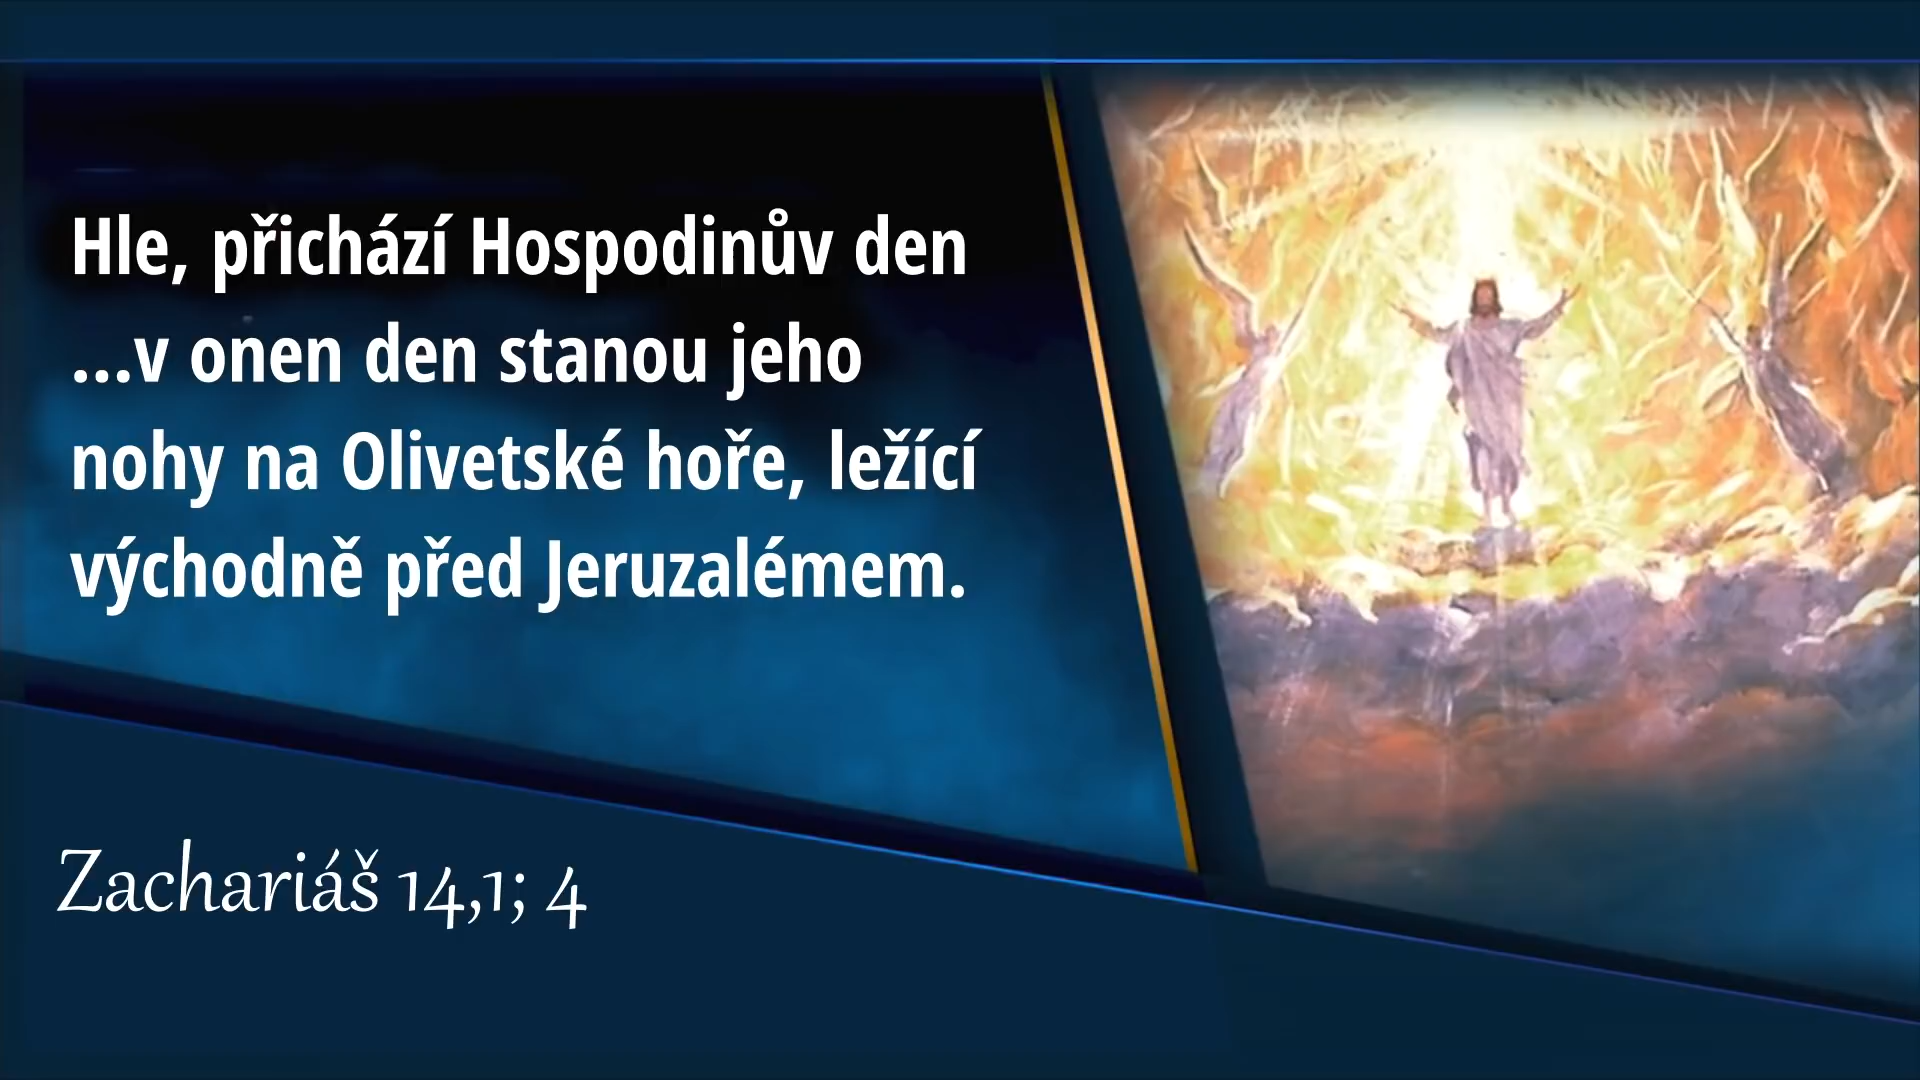 Hle, přichází Hospodinův den
...v onen den stanou jeho
nohy na Olivetské hoře, ležící
východně před Jeruzalémem.
Zachariáš 14,1; 4